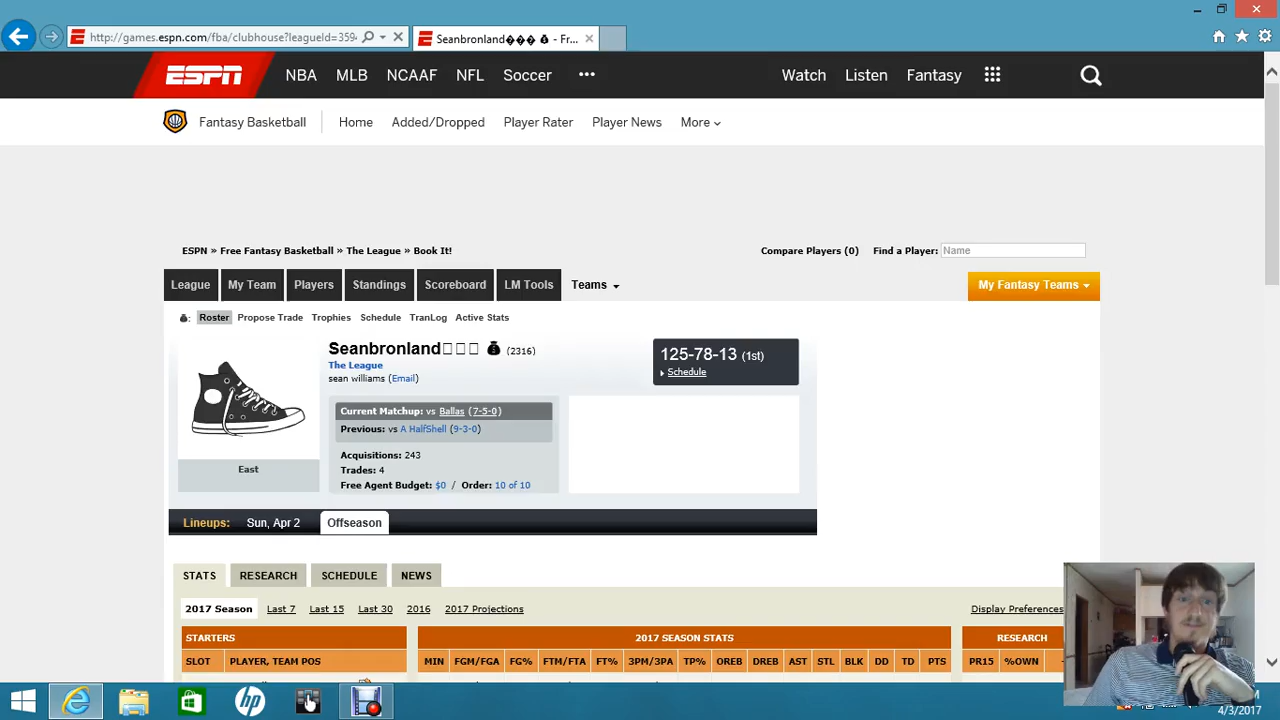 http://games.espn.com/fba/clubhouse?leagueId=359
Seanbronland��� - Fr...
ESPN NBA MLB NCAAF NFL Soccer ••• Watch Listen Fantasy
Fantasy Basketball Home Added/Dropped Player Rater Player News More
ESPN » Free Fantasy Basketball » The League » Book It!
Compare Players (0) Find a Player: Name
League My Team Players Standings Scoreboard LM Tools Teams My Fantasy Teams
Roster Propose Trade Trophies Schedule TranLog Active Stats
Seanbronland□□□ (2316)
The League
sean williams (Email)
125-78-13 (1st)
Schedule
Current Matchup: vs Ballas (7-5-0)
Previous: vs A HalfShell (9-3-0)
Acquisitions: 243
Trades: 4
Free Agent Budget: $0 / Order: 10 of 10
East
Lineups: Sun, Apr 2 Offseason
STATS RESEARCH SCHEDULE NEWS
2017 Season Last 7 Last 15 Last 30 2016 2017 Projections Display Preferences
STARTERS 2017 SEASON STATS RESEARCH
SLOT PLAYER, TEAM POS MIN FGM/FGA FG% FTM/FTA FT% 3PM/3PA TP% OREB DREB AST STL BLK DD TD PTS PR15 %OWN
hp
4/3/2017